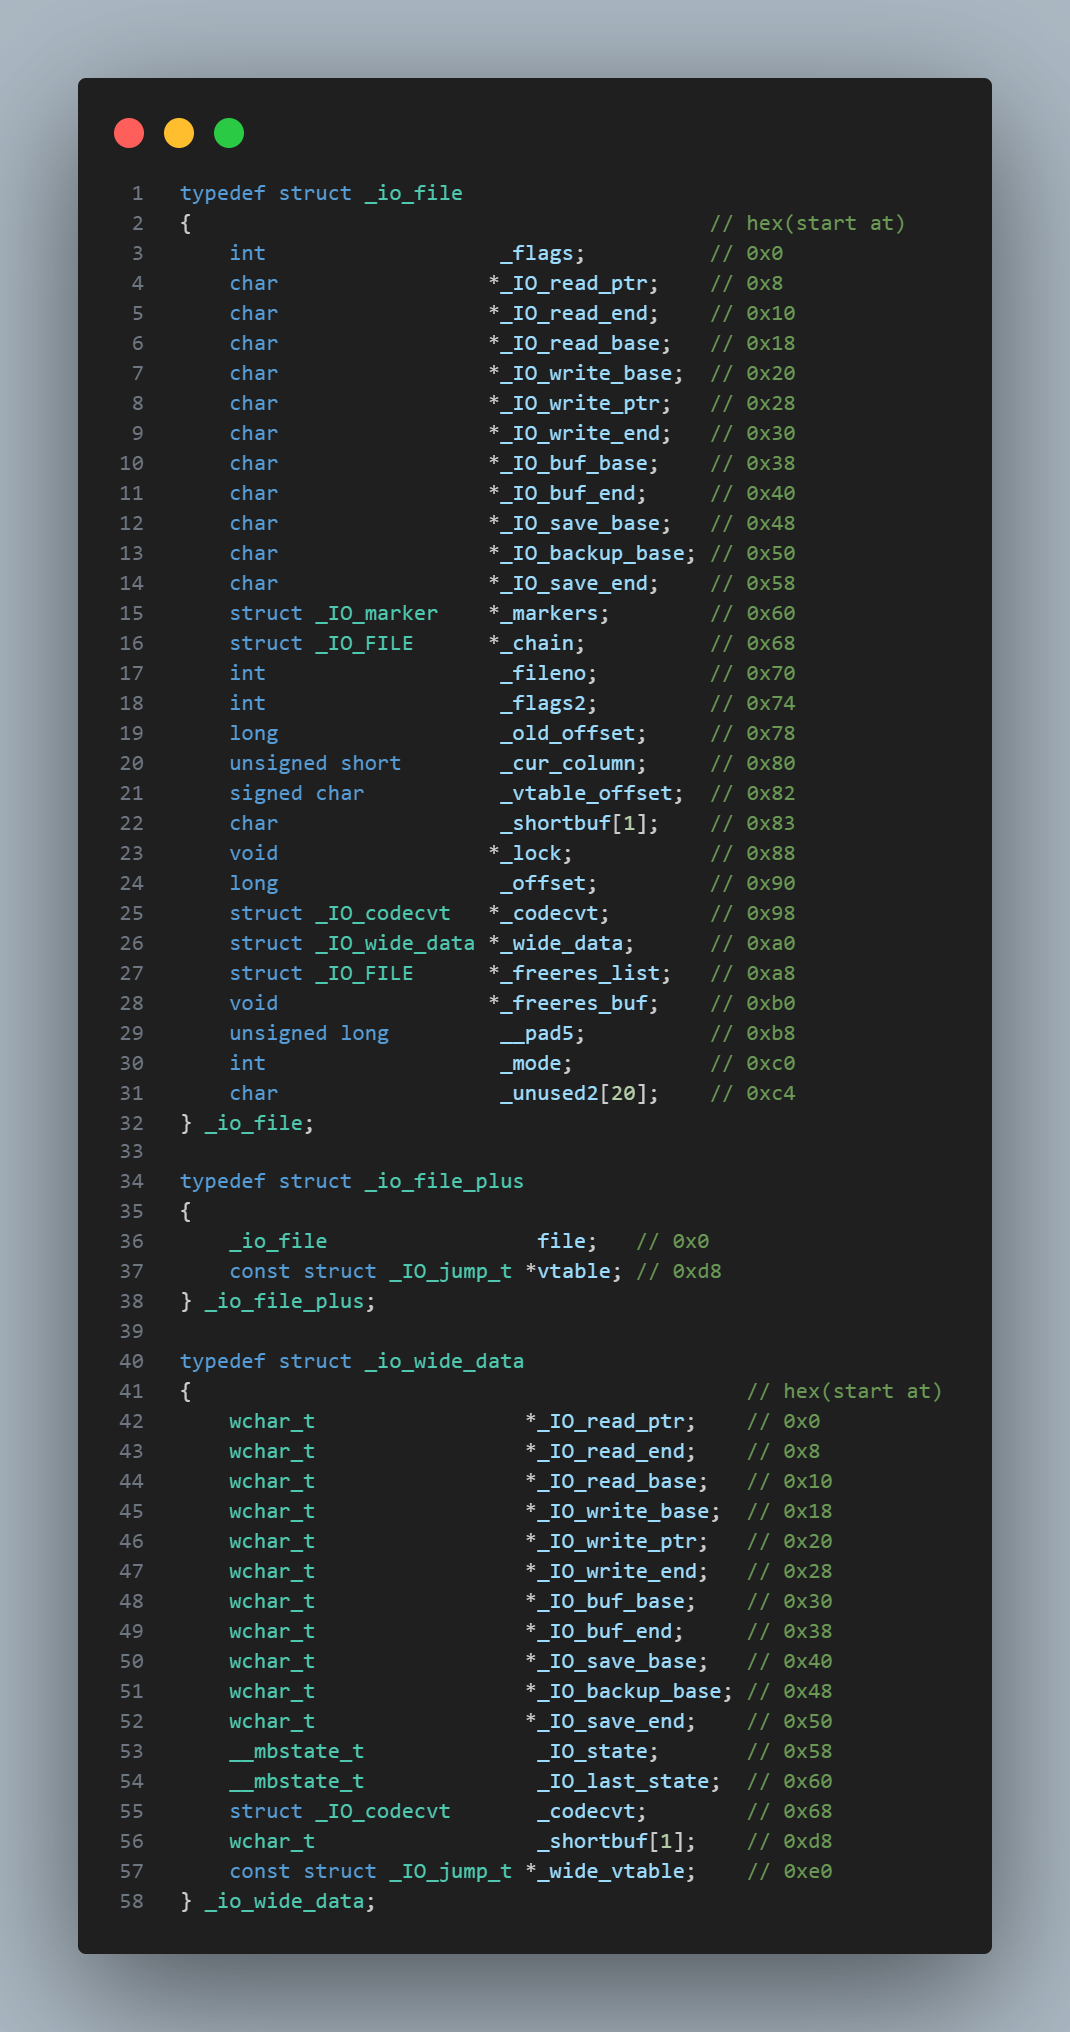 1 typedef struct _io_file
2 { // hex(start at)
3 int _flags; // 0x0
4 char *_IO_read_ptr; // 0x8
5 char *_IO_read_end; // 0x10
6 char *_IO_read_base; // 0x18
7 char *_IO_write_base; // 0x20
8 char *_IO_write_ptr; // 0x28
9 char *_IO_write_end; // 0x30
10 char *_IO_buf_base; // 0x38
11 char *_IO_buf_end; // 0x40
12 char *_IO_save_base; // 0x48
13 char *_IO_backup_base; // 0x50
14 char *_IO_save_end; // 0x58
15 struct _IO_marker *_markers; // 0x60
16 struct _IO_FILE *_chain; // 0x68
17 int _fileno; // 0x70
18 int _flags2; // 0x74
19 long _old_offset; // 0x78
20 unsigned short _cur_column; // 0x80
21 signed char _vtable_offset; // 0x82
22 char _shortbuf[1]; // 0x83
23 void *_lock; // 0x88
24 long _offset; // 0x90
25 struct _IO_codecvt *_codecvt; // 0x98
26 struct _IO_wide_data *_wide_data; // 0xa0
27 struct _IO_FILE *_freeres_list; // 0xa8
28 void *_freeres_buf; // 0xb0
29 unsigned long __pad5; // 0xb8
30 int _mode; // 0xc0
31 char _unused2[20]; // 0xc4
32 } _io_file;
33
34 typedef struct _io_file_plus
35 {
36 _io_file file; // 0x0
37 const struct _IO_jump_t *vtable; // 0xd8
38 } _io_file_plus;
39
40 typedef struct _io_wide_data
41 { // hex(start at)
42 wchar_t *_IO_read_ptr; // 0x0
43 wchar_t *_IO_read_end; // 0x8
44 wchar_t *_IO_read_base; // 0x10
45 wchar_t *_IO_write_base; // 0x18
46 wchar_t *_IO_write_ptr; // 0x20
47 wchar_t *_IO_write_end; // 0x28
48 wchar_t *_IO_buf_base; // 0x30
49 wchar_t *_IO_buf_end; // 0x38
50 wchar_t *_IO_save_base; // 0x40
51 wchar_t *_IO_backup_base; // 0x48
52 wchar_t *_IO_save_end; // 0x50
53 __mbstate_t _IO_state; // 0x58
54 __mbstate_t _IO_last_state; // 0x60
55 struct _IO_codecvt _codecvt; // 0x68
56 wchar_t _shortbuf[1]; // 0xd8
57 const struct _IO_jump_t *_wide_vtable; // 0xe0
58 } _io_wide_data;